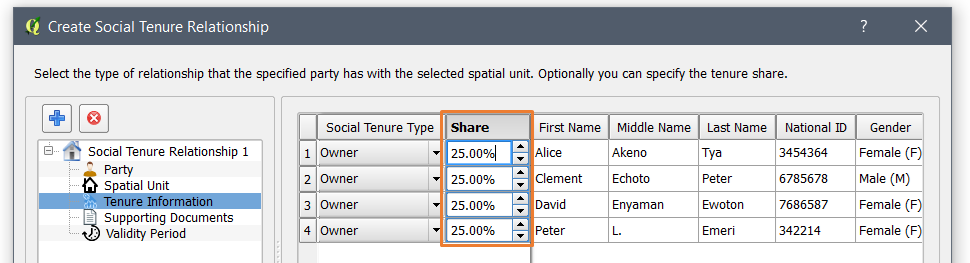 Create Social Tenure Relationship
Select the type of relationship that the specified party has with the selected spatial unit. Optionally you can specify the tenure share.
Social Tenure Relationship 1
Party
Spatial Unit
Tenure Information
Supporting Documents
Validity Period
Social Tenure Type Share First Name Middle Name Last Name National ID Gender
1 Owner 25.00% Alice Akeno Tya 3454364 Female (F)
2 Owner 25.00% Clement Echoto Peter 6785678 Male (M)
3 Owner 25.00% David Enyaman Ewoton 7686587 Female (F)
4 Owner 25.00% Peter L. Emeri 342214 Female (F)